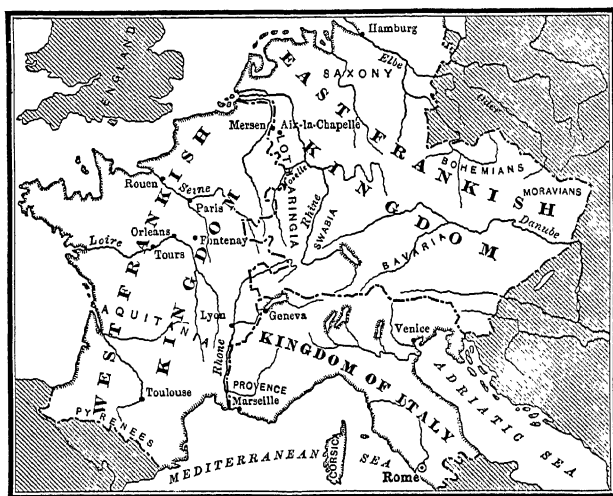 Hamburg
ENGLAND
SAXONY
Elbe
Oder
EAST FRANKISH KINGDOM
Mersen
Aix-la-Chapelle
LOTHARINGIA
Moselle
BOHEMIANS
MORAVIANS
Rouen
Seine
Paris
Rhine
SWABIA
Danube
WEST FRANKISH KINGDOM
Orleans
Fontenay
Loire
Tours
BAVARIA
AQUITANIA
Lyon
Geneva
Venice
Rhone
KINGDOM OF ITALY
Toulouse
PROVENCE
Marseille
ADRIATIC SEA
PYRENEES
MEDITERRANEAN SEA
CORSICA
Rome